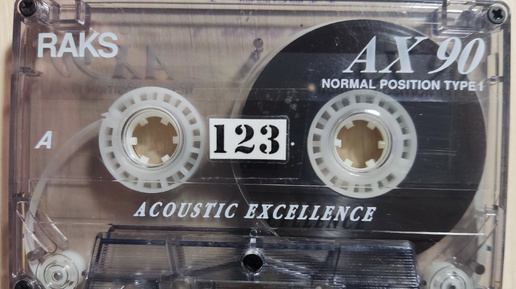 RAKS
AX 90
NORMAL POSITION TYPE I
A
123
ACOUSTIC EXCELLENCE